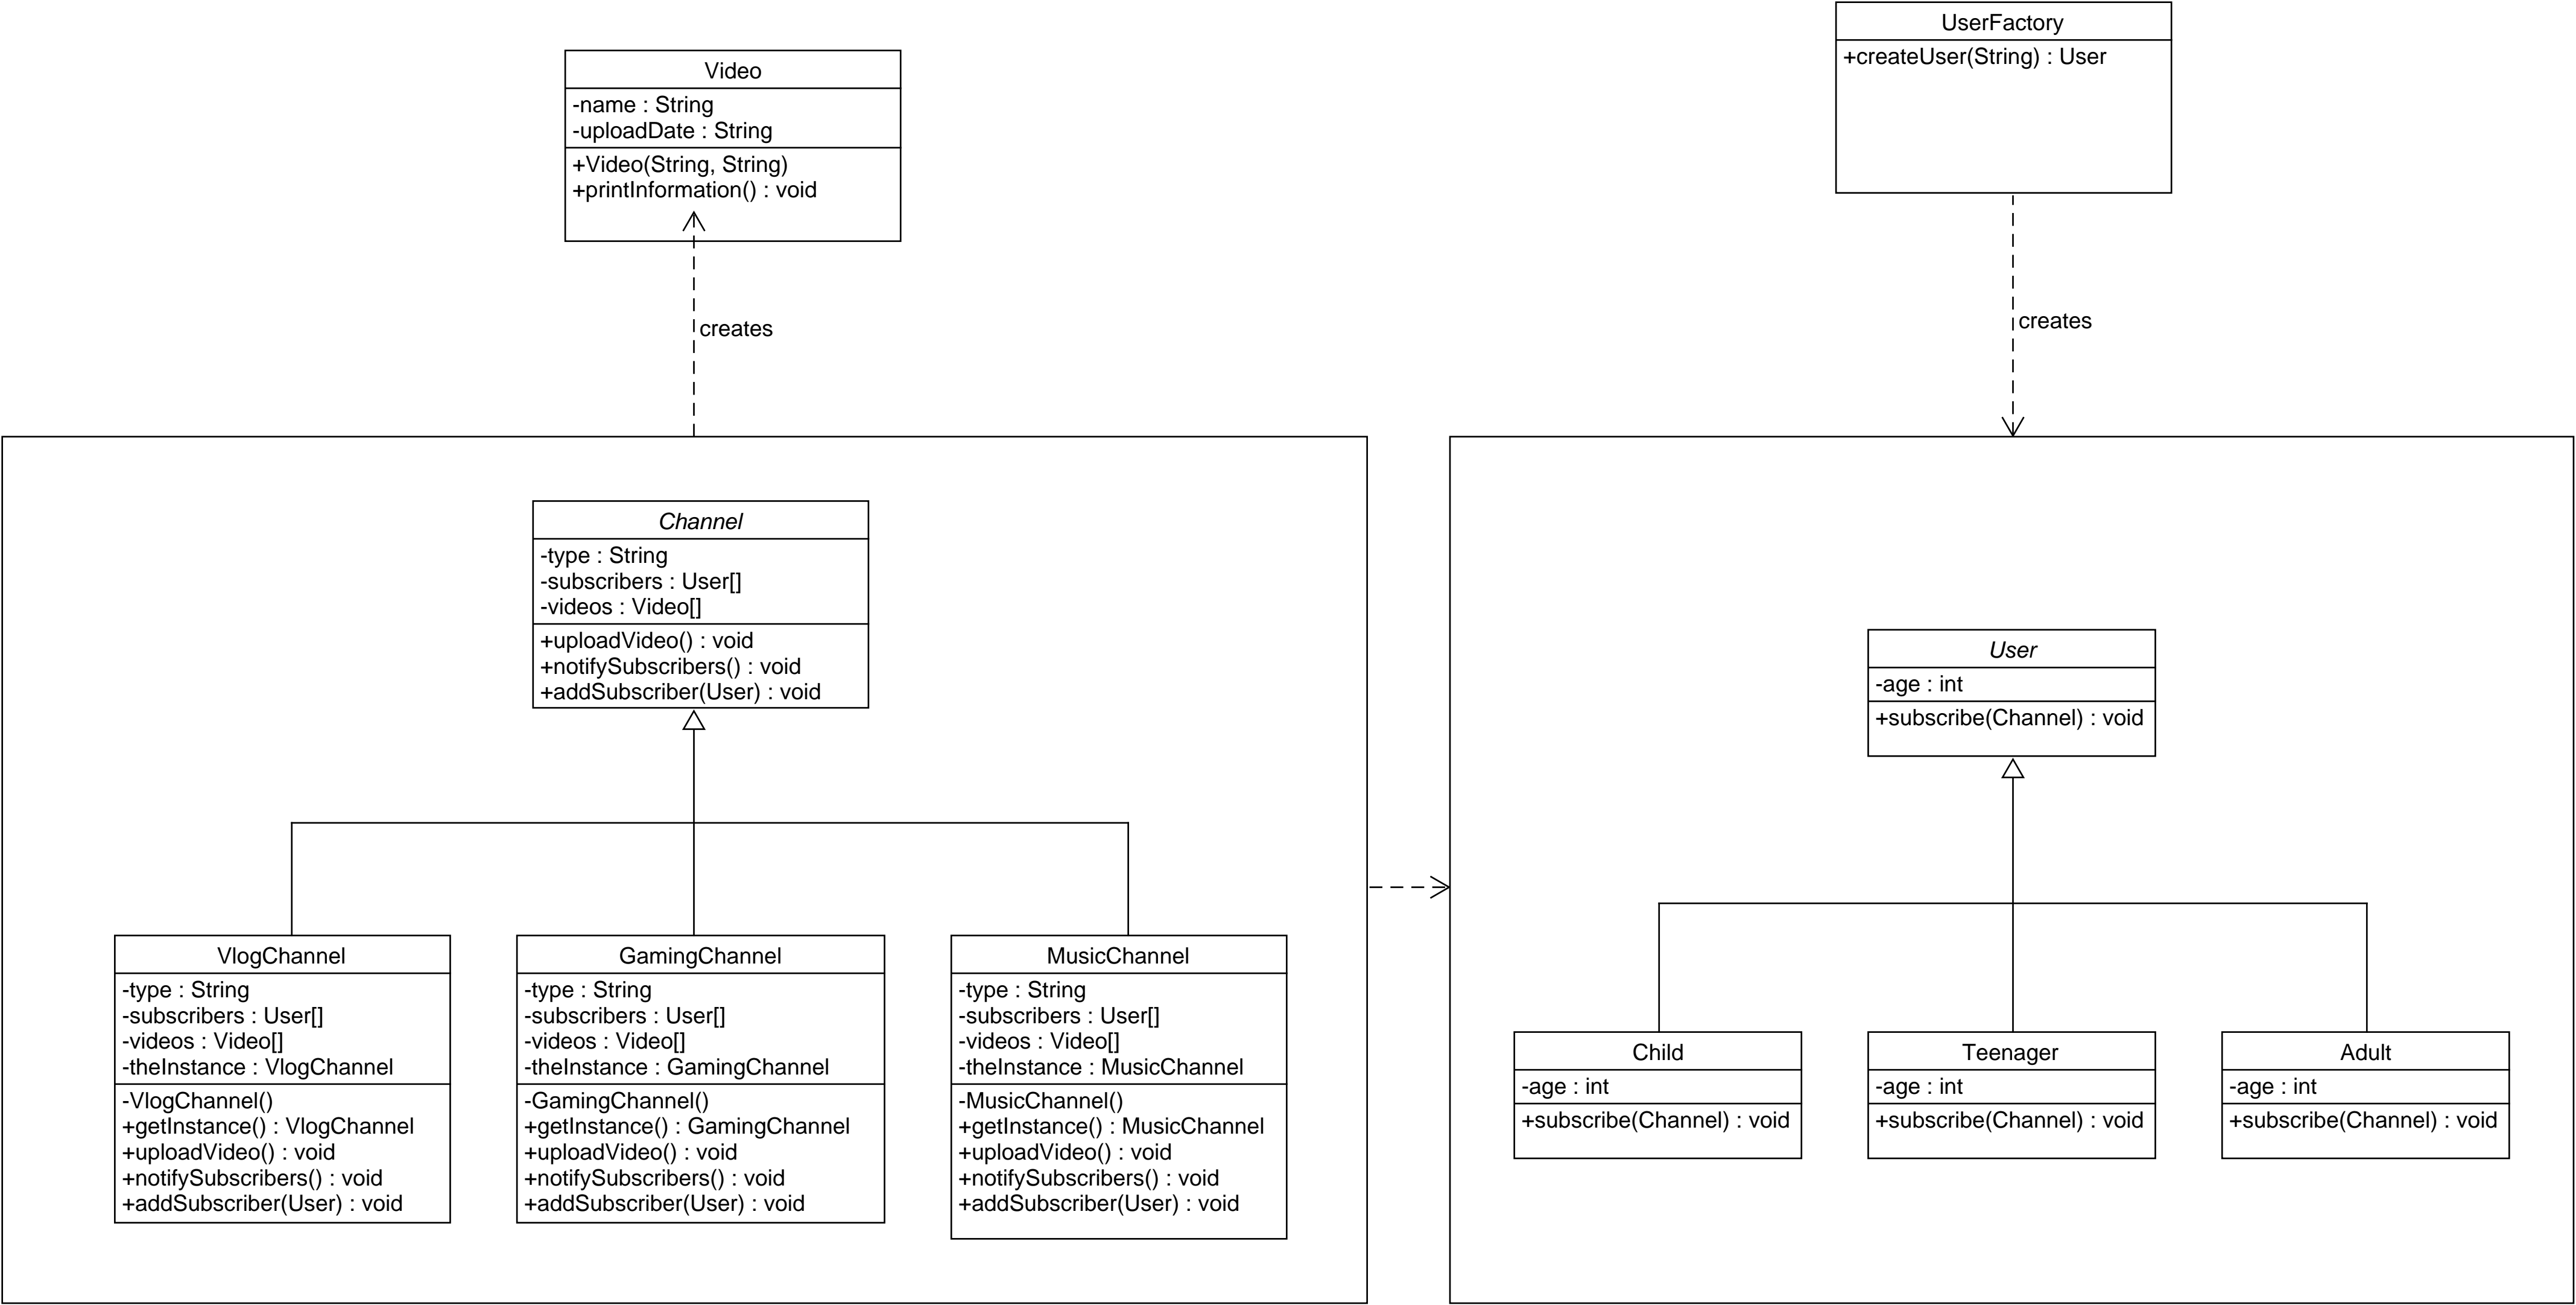 UserFactory
+createUser(String) : User
Video
-name : String
-uploadDate : String
+Video(String, String)
+printInformation() : void
creates
creates
Channel
-type : String
-subscribers : User[]
-videos : Video[]
+uploadVideo() : void
+notifySubscribers() : void
+addSubscriber(User) : void
User
-age : int
+subscribe(Channel) : void
VlogChannel
-type : String
-subscribers : User[]
-videos : Video[]
-theInstance : VlogChannel
-VlogChannel()
+getInstance() : VlogChannel
+uploadVideo() : void
+notifySubscribers() : void
+addSubscriber(User) : void
GamingChannel
-type : String
-subscribers : User[]
-videos : Video[]
-theInstance : GamingChannel
-GamingChannel()
+getInstance() : GamingChannel
+uploadVideo() : void
+notifySubscribers() : void
+addSubscriber(User) : void
MusicChannel
-type : String
-subscribers : User[]
-videos : Video[]
-theInstance : MusicChannel
-MusicChannel()
+getInstance() : MusicChannel
+uploadVideo() : void
+notifySubscribers() : void
+addSubscriber(User) : void
Child
-age : int
+subscribe(Channel) : void
Teenager
-age : int
+subscribe(Channel) : void
Adult
-age : int
+subscribe(Channel) : void